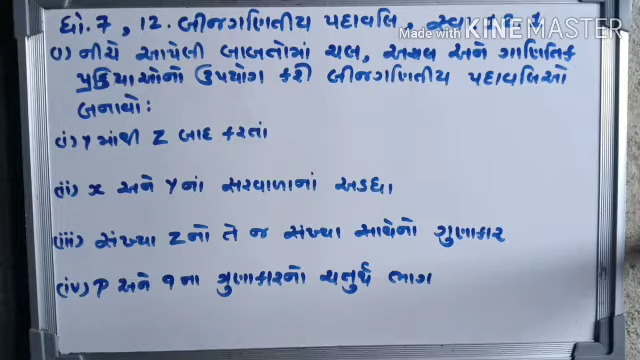 Made with KINEMASTER
ધો. 7, 12. બીજગણિતીય પદાવલિ,
(1) નીચે આપેલી બાબતોમાં ચલ, અચલ અને ગાણિતિક
પ્રક્રિયાઓનો ઉપયોગ કરી બીજગણિતીય પદાવલિઓ
બનાવો:
(i) y માંથી z બાદ કરતાં
(ii) x અને y નાં સરવાળાનાં અડધા
(iii) સંખ્યા z નો તે જ સંખ્યા સાથેનો ગુણાકાર
(iv) p અને q ના ગુણાકારનો ચતુર્થ ભાગ